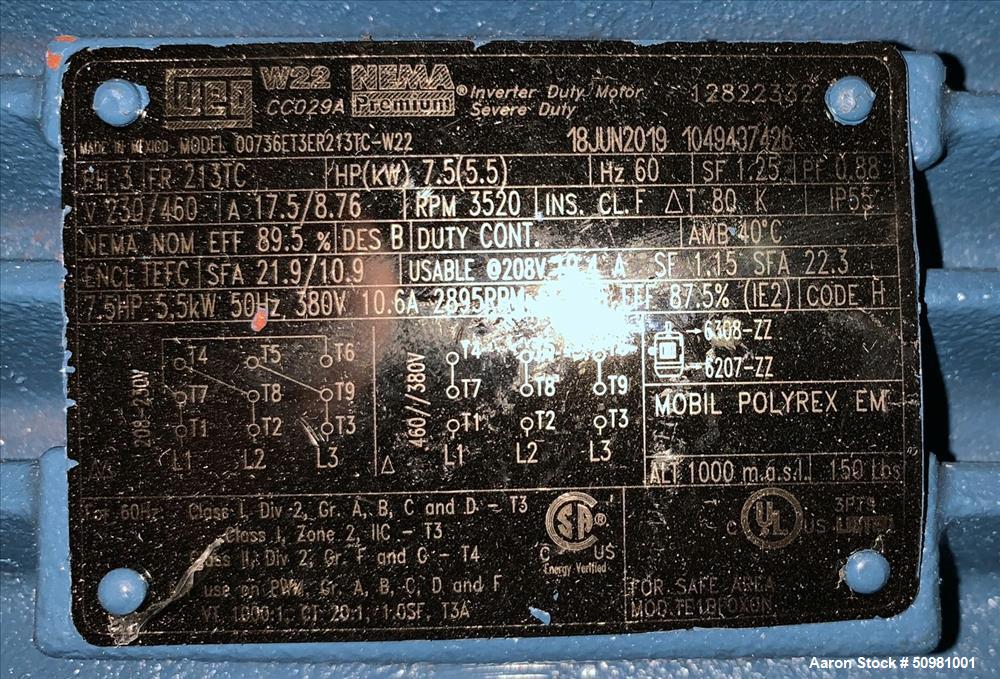 WEG W22 NEMA Premium® Inverter Duty Motor 12822332
CC029A Severe Duty
18JUN2019 1049437426
MADE IN MEXICO MODEL 00736ET3ER213TC-W22
PH 3 FR 213TC HP(kW) 7.5(5.5) Hz 60 SF 1.25 PF 0.88
V 230/460 A 17.5/8.76 RPM 3520 INS. CL. F ΔT 80 K IP55
NEMA NOM EFF 89.5 % DES B DUTY CONT. AMB 40°C
ENCL TEFC SFA 21.9/10.9 USABLE @208V A SF 1.15 SFA 22.3
7.5HP 5.5kW 50Hz 380V 10.6A 2895RPM EFF 87.5% (IE2) CODE H
6308-ZZ
6207-ZZ
208-230V
T4 T5 T6
T7 T8 T9
T1 T2 T3
L1 L2 L3
460//380V
T4
T7 T8 T9
T1 T2 T3
Δ L1 L2 L3
MOBIL POLYREX EM
ALT 1000 m.a.s.l. 150 Lbs
For 60Hz Class I, Div 2, Gr. A, B, C and D - T3
Class I, Zone 2, IIC - T3
Class II, Div 2, Gr. F and G - T4
use on PWM, Gr. A, B, C, D and F,
VT 1000:1, CT 20:1, 1.0SF, T3A
CSA®
C US
Energy Verified
C UL US LISTED
FOR SAFE AREA
Aaron Stock # 50981001